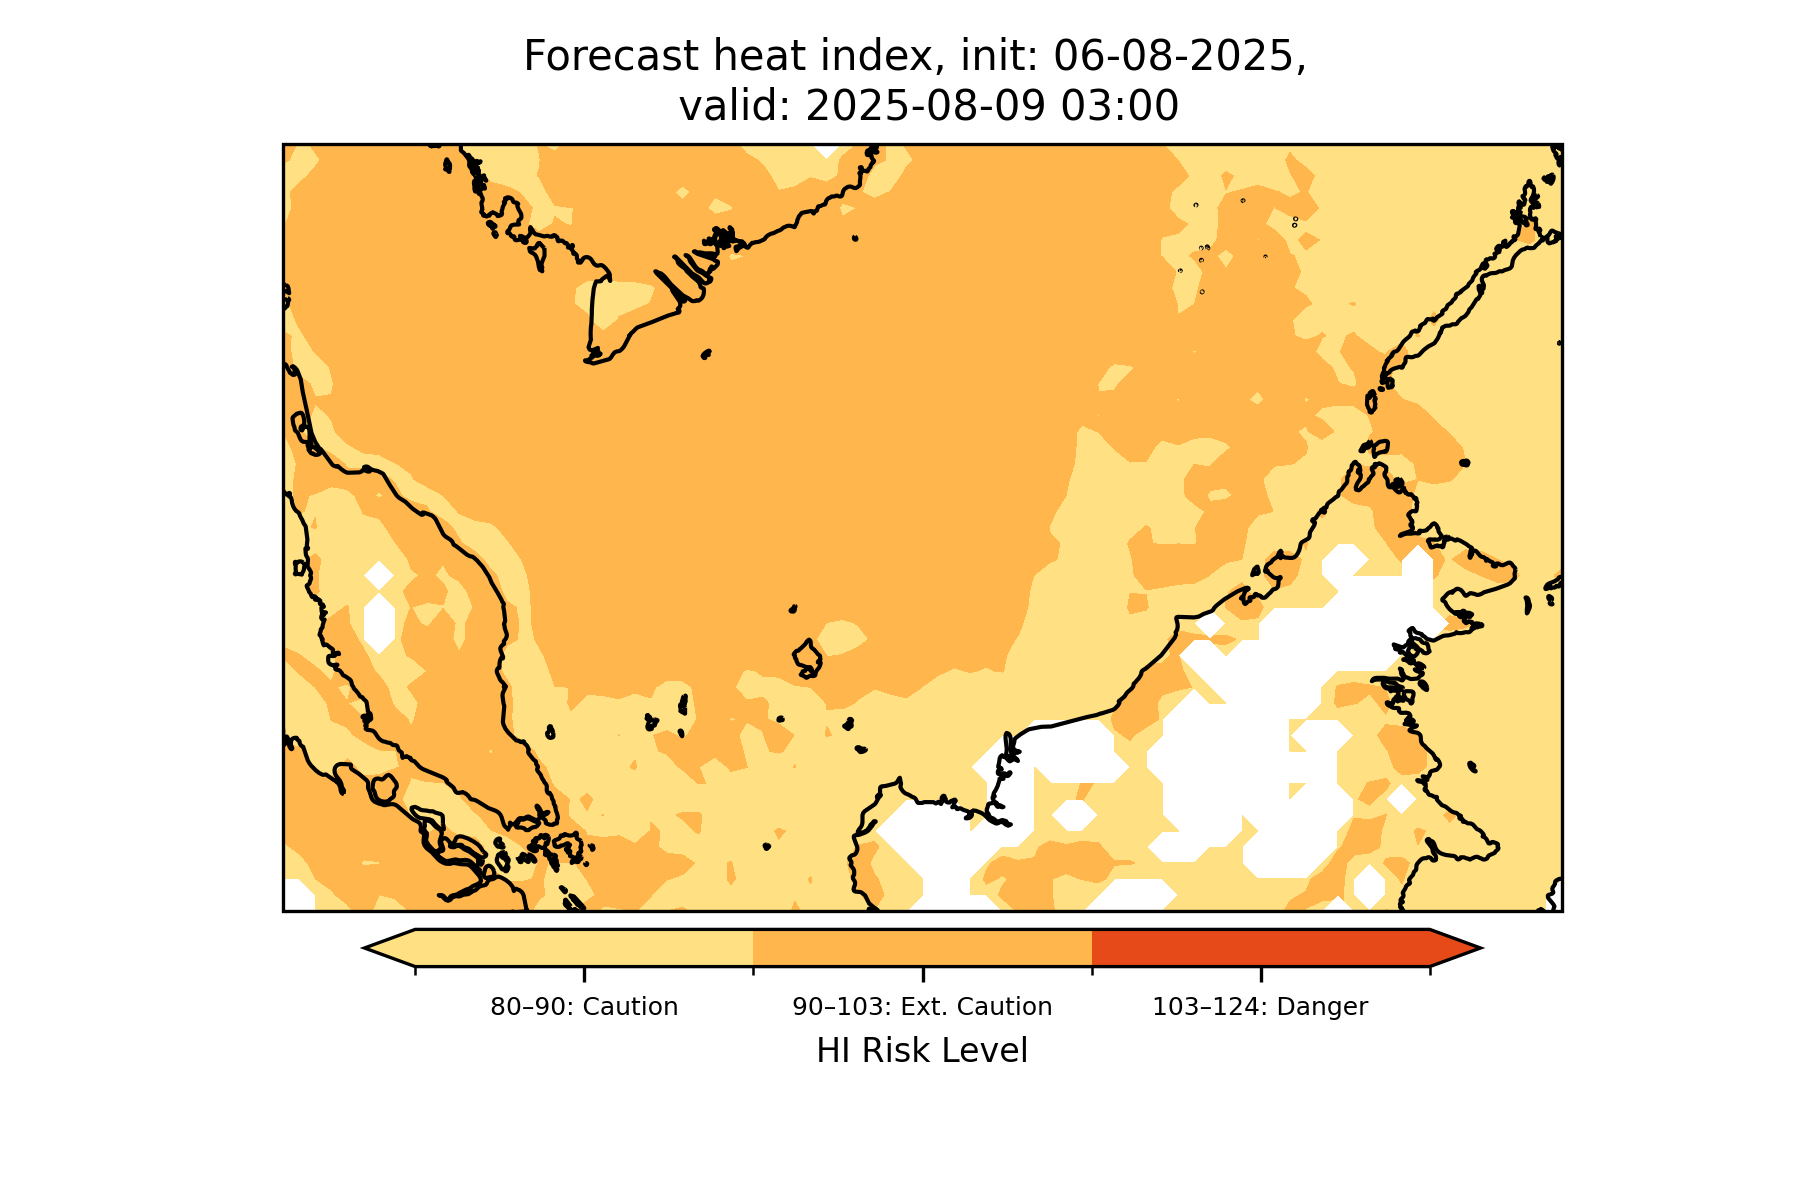 Forecast heat index, init: 06-08-2025,
valid: 2025-08-09 03:00
80–90: Caution
90–103: Ext. Caution
103–124: Danger
HI Risk Level